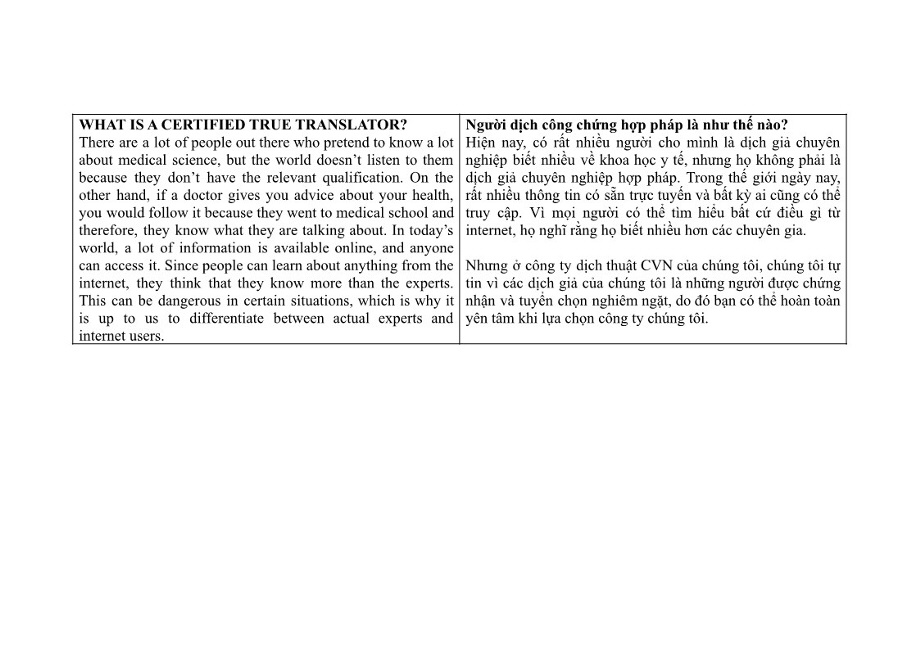 WHAT IS A CERTIFIED TRUE TRANSLATOR?
There are a lot of people out there who pretend to know a lot
about medical science, but the world doesn’t listen to them
because they don’t have the relevant qualification. On the
other hand, if a doctor gives you advice about your health,
you would follow it because they went to medical school and
therefore, they know what they are talking about. In today’s
world, a lot of information is available online, and anyone
can access it. Since people can learn about anything from the
internet, they think that they know more than the experts.
This can be dangerous in certain situations, which is why it
is up to us to differentiate between actual experts and
internet users.
Người dịch công chứng hợp pháp là như thế nào?
Hiện nay, có rất nhiều người cho mình là dịch giả chuyên
nghiệp biết nhiều về khoa học y tế, nhưng họ không phải là
dịch giả chuyên nghiệp hợp pháp. Trong thế giới ngày nay,
rất nhiều thông tin có sẵn trực tuyến và bất kỳ ai cũng có thể
truy cập. Vì mọi người có thể tìm hiểu bất cứ điều gì từ
internet, họ nghĩ rằng họ biết nhiều hơn các chuyên gia.
Nhưng ở công ty dịch thuật CVN của chúng tôi, chúng tôi tự
tin vì các dịch giả của chúng tôi là những người được chứng
nhận và tuyển chọn nghiêm ngặt, do đó bạn có thể hoàn toàn
yên tâm khi lựa chọn công ty chúng tôi.